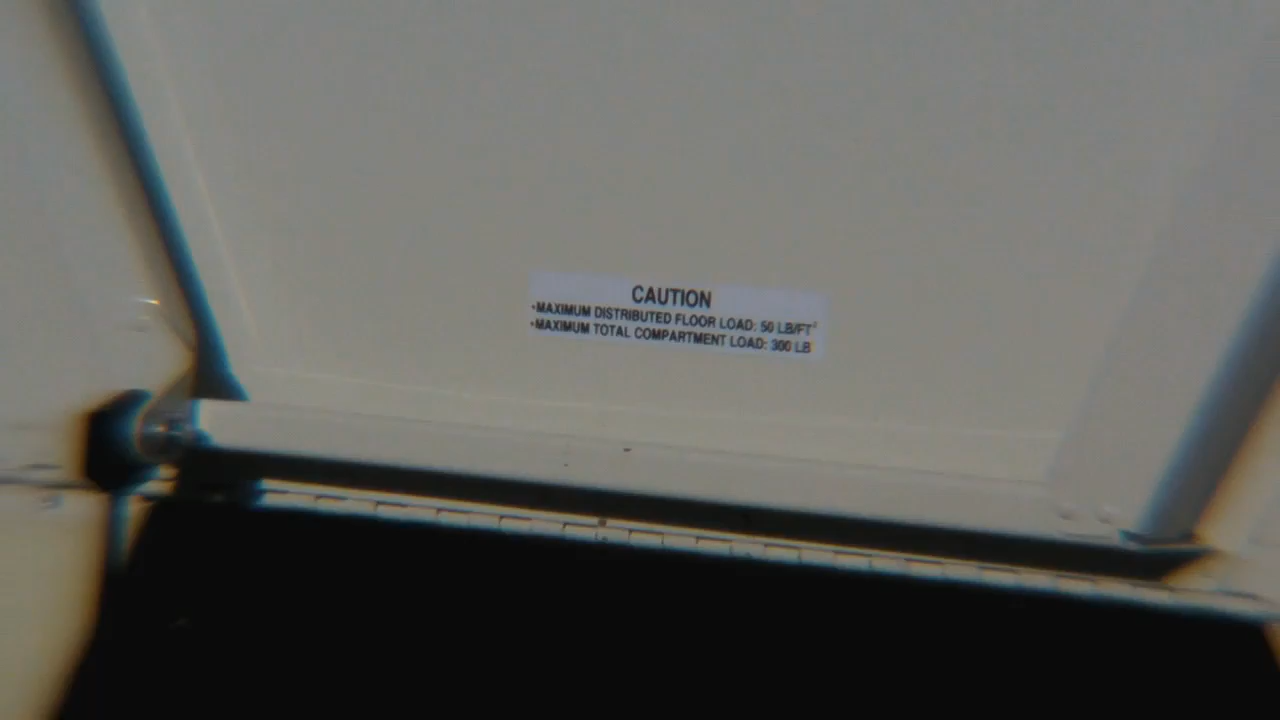 CAUTION
•MAXIMUM DISTRIBUTED FLOOR LOAD: 50 LB/FT²
•MAXIMUM TOTAL COMPARTMENT LOAD: 300 LB